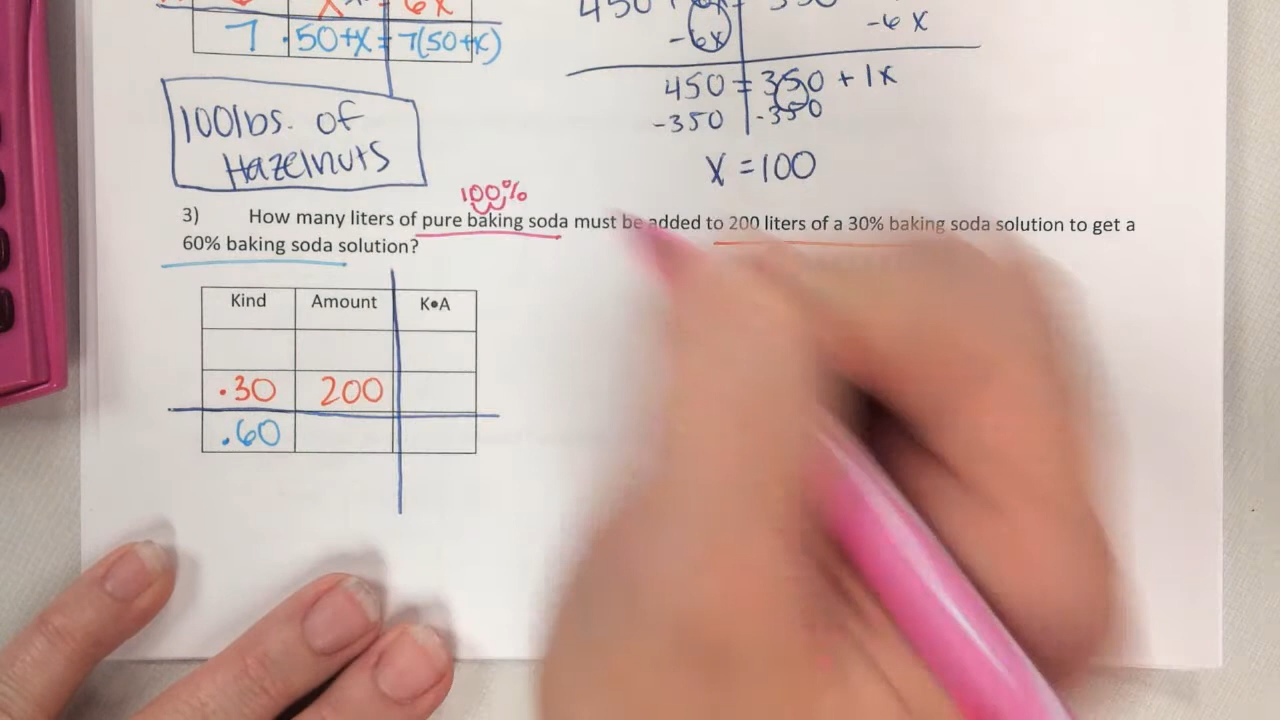 6x
7 · 50+x = 7(50+x)
-6x
-6x
450 = 350 + 1x
-350 -350
x = 100
100lbs. of
Hazelnuts
100%
3) How many liters of pure baking soda must be added to 200 liters of a 30% baking soda solution to get a
60% baking soda solution?
Kind Amount K•A
.30 200
.60